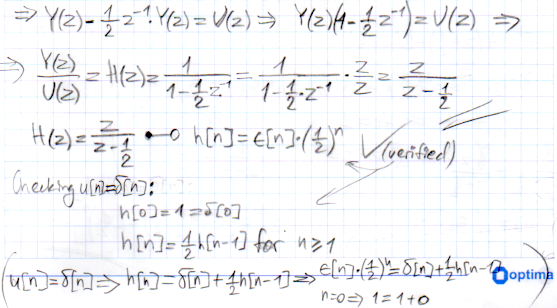 ⇒ Y(z) - 1/2 z⁻¹ · Y(z) = U(z) ⇒ Y(z)(1 - 1/2 z⁻¹) = U(z) ⇒
⇒ Y(z)/U(z) = H(z) = 1/(1 - 1/2 z⁻¹) = 1/(1 - 1/2 · z⁻¹) · z/z = z/(z - 1/2)
H(z) = z/(z - 1/2) •—o h[n] = ε[n] · (1/2)ⁿ √(verified)
Checking u[n]=δ[n]:
h[0] = 1 = δ[0]
h[n] = 1/2 h[n-1] for n ≥ 1
(u[n] = δ[n] ⇒ h[n] = δ[n] + 1/2 h[n-1] ⇒ ε[n] · (1/2)ⁿ = δ[n] + 1/2 h[n-1]
n=0 ⇒ 1 = 1 + 0)
optima